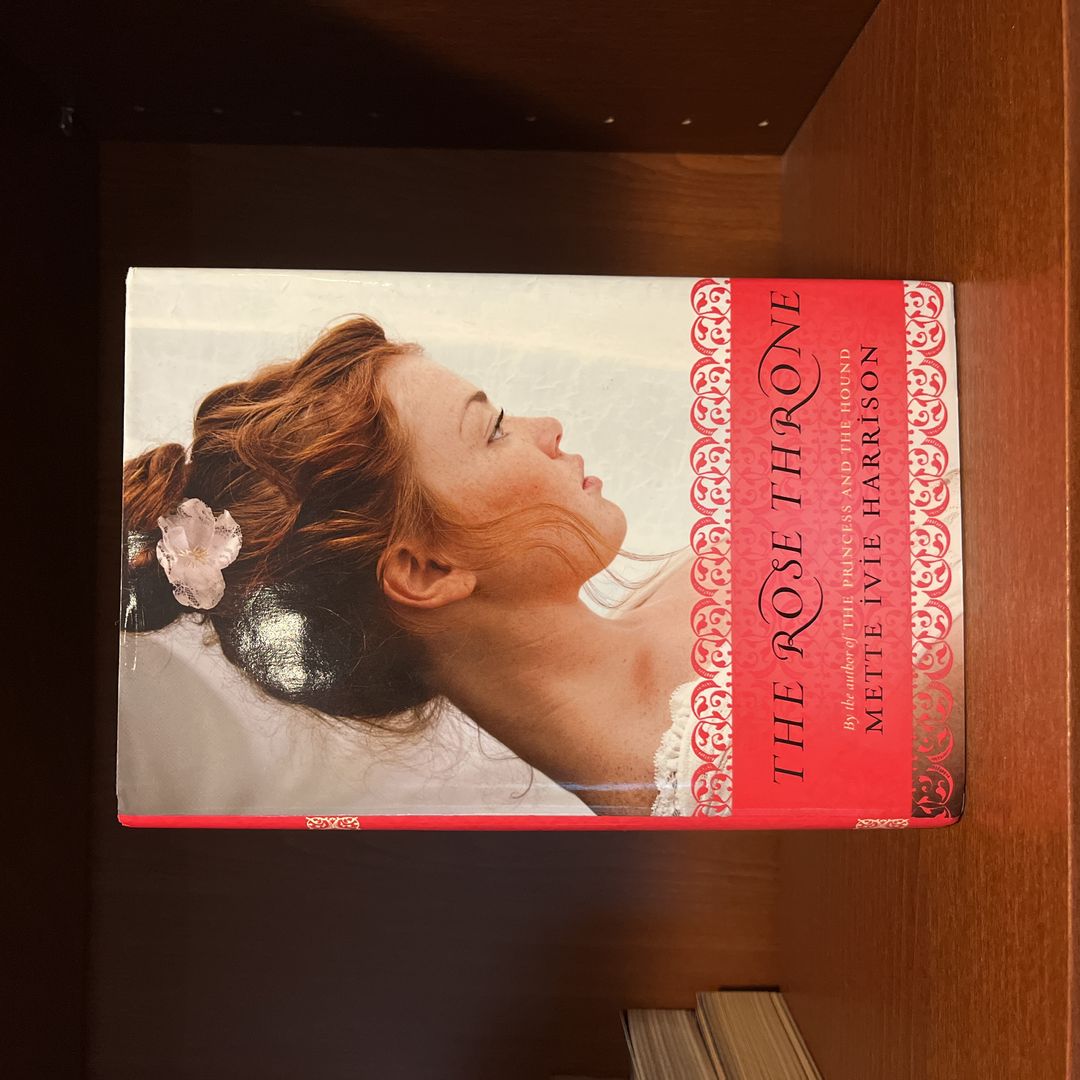 THE ROSE THRONE
By the author of THE PRINCESS AND THE HOUND
METTE IVIE HARRISON